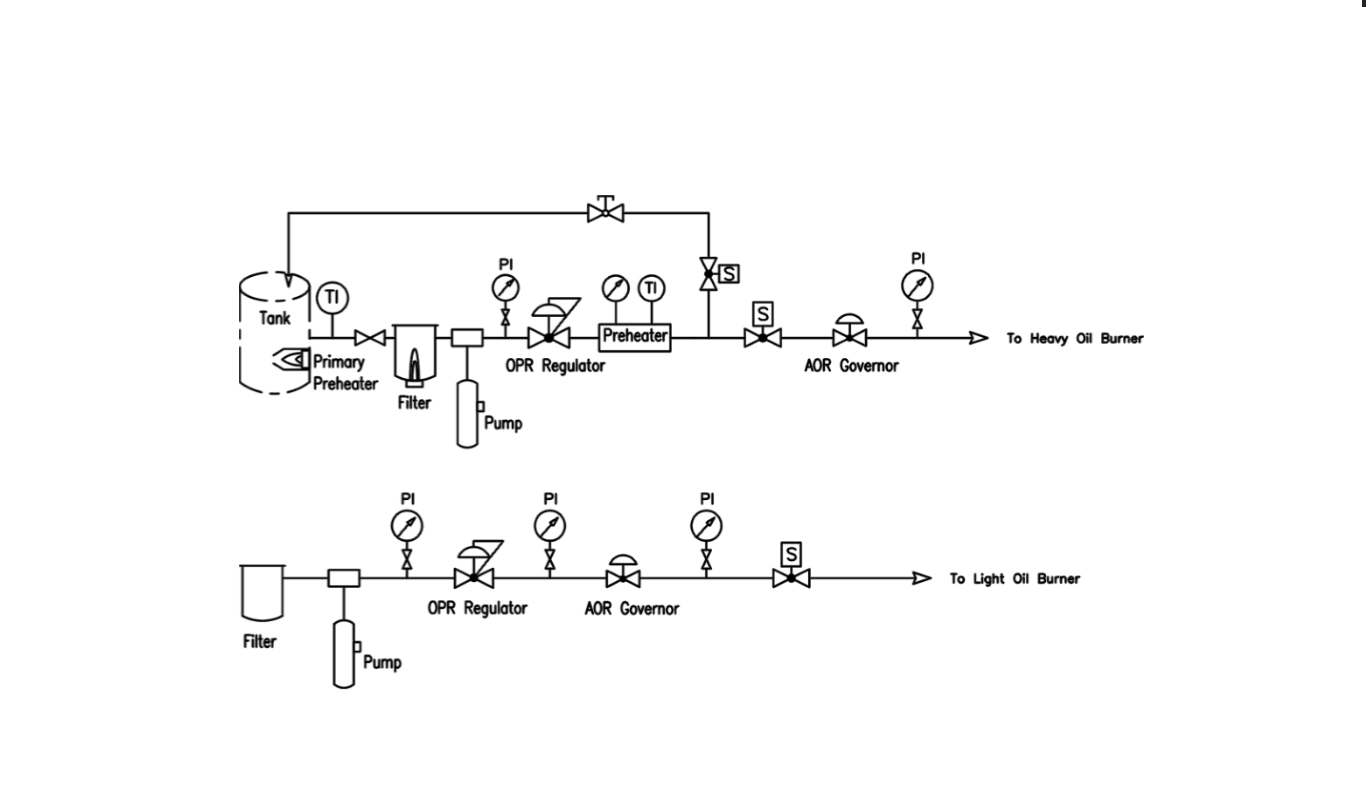 PI
PI
S
TI
TI
Tank
S
Preheater
To Heavy Oil Burner
Primary
Preheater
OPR Regulator
AOR Governor
Filter
Pump
PI
PI
PI
S
To Light Oil Burner
OPR Regulator
AOR Governor
Filter
Pump